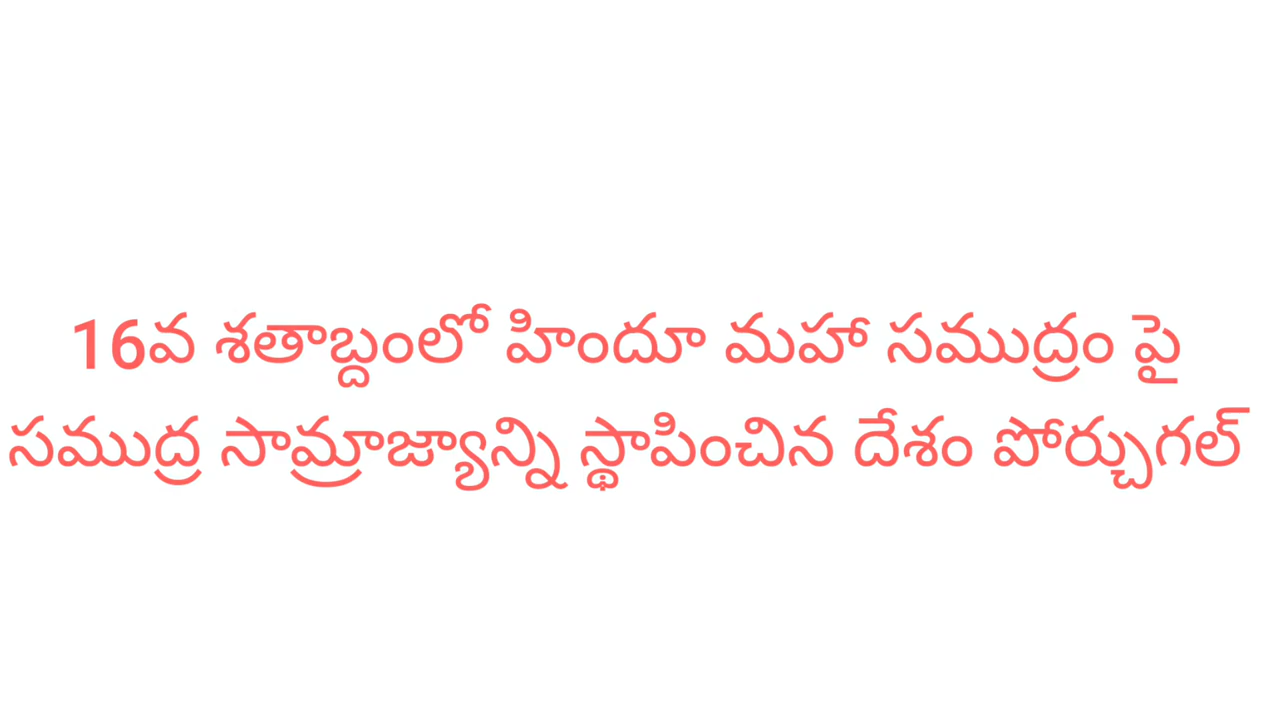 16వ శతాబ్దంలో హిందూ మహా సముద్రం పై
సముద్ర సామ్రాజ్యాన్ని స్థాపించిన దేశం పోర్చుగల్